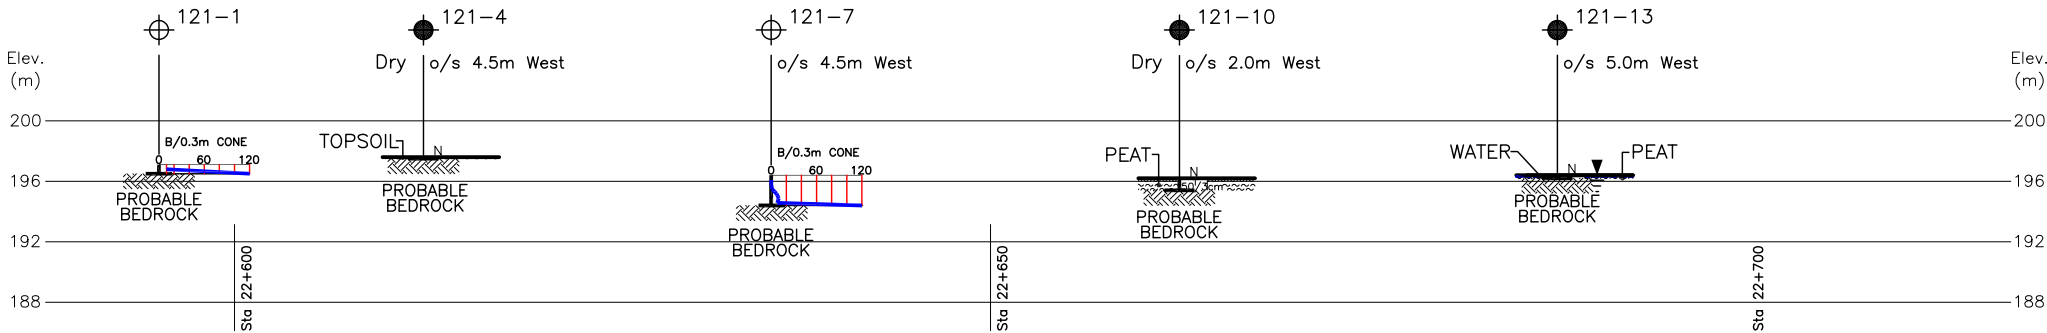 121-1
121-4
121-7
121-10
121-13
Elev.
(m)
Dry
o/s 4.5m West
o/s 4.5m West
Dry
o/s 2.0m West
o/s 5.0m West
Elev.
(m)
200
200
B/0.3m CONE
0 60 120
TOPSOIL
N
B/0.3m CONE
0 60 120
PEAT
N
50/3cm
WATER
N
PEAT
196
196
PROBABLE
BEDROCK
PROBABLE
BEDROCK
PROBABLE
BEDROCK
PROBABLE
BEDROCK
PROBABLE
BEDROCK
192
192
Sta 22+600
Sta 22+650
Sta 22+700
188
188